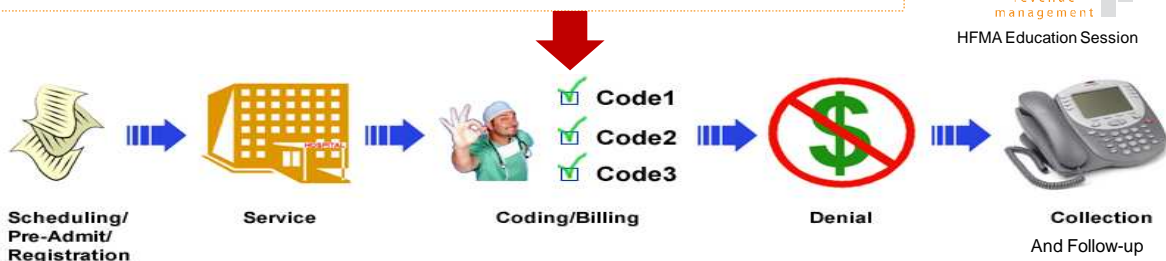 management
HFMA Education Session
HOSPITAL
Code1
Code2
Code3
Scheduling/
Pre-Admit/
Registration
Service
Coding/Billing
Denial
Collection
And Follow-up